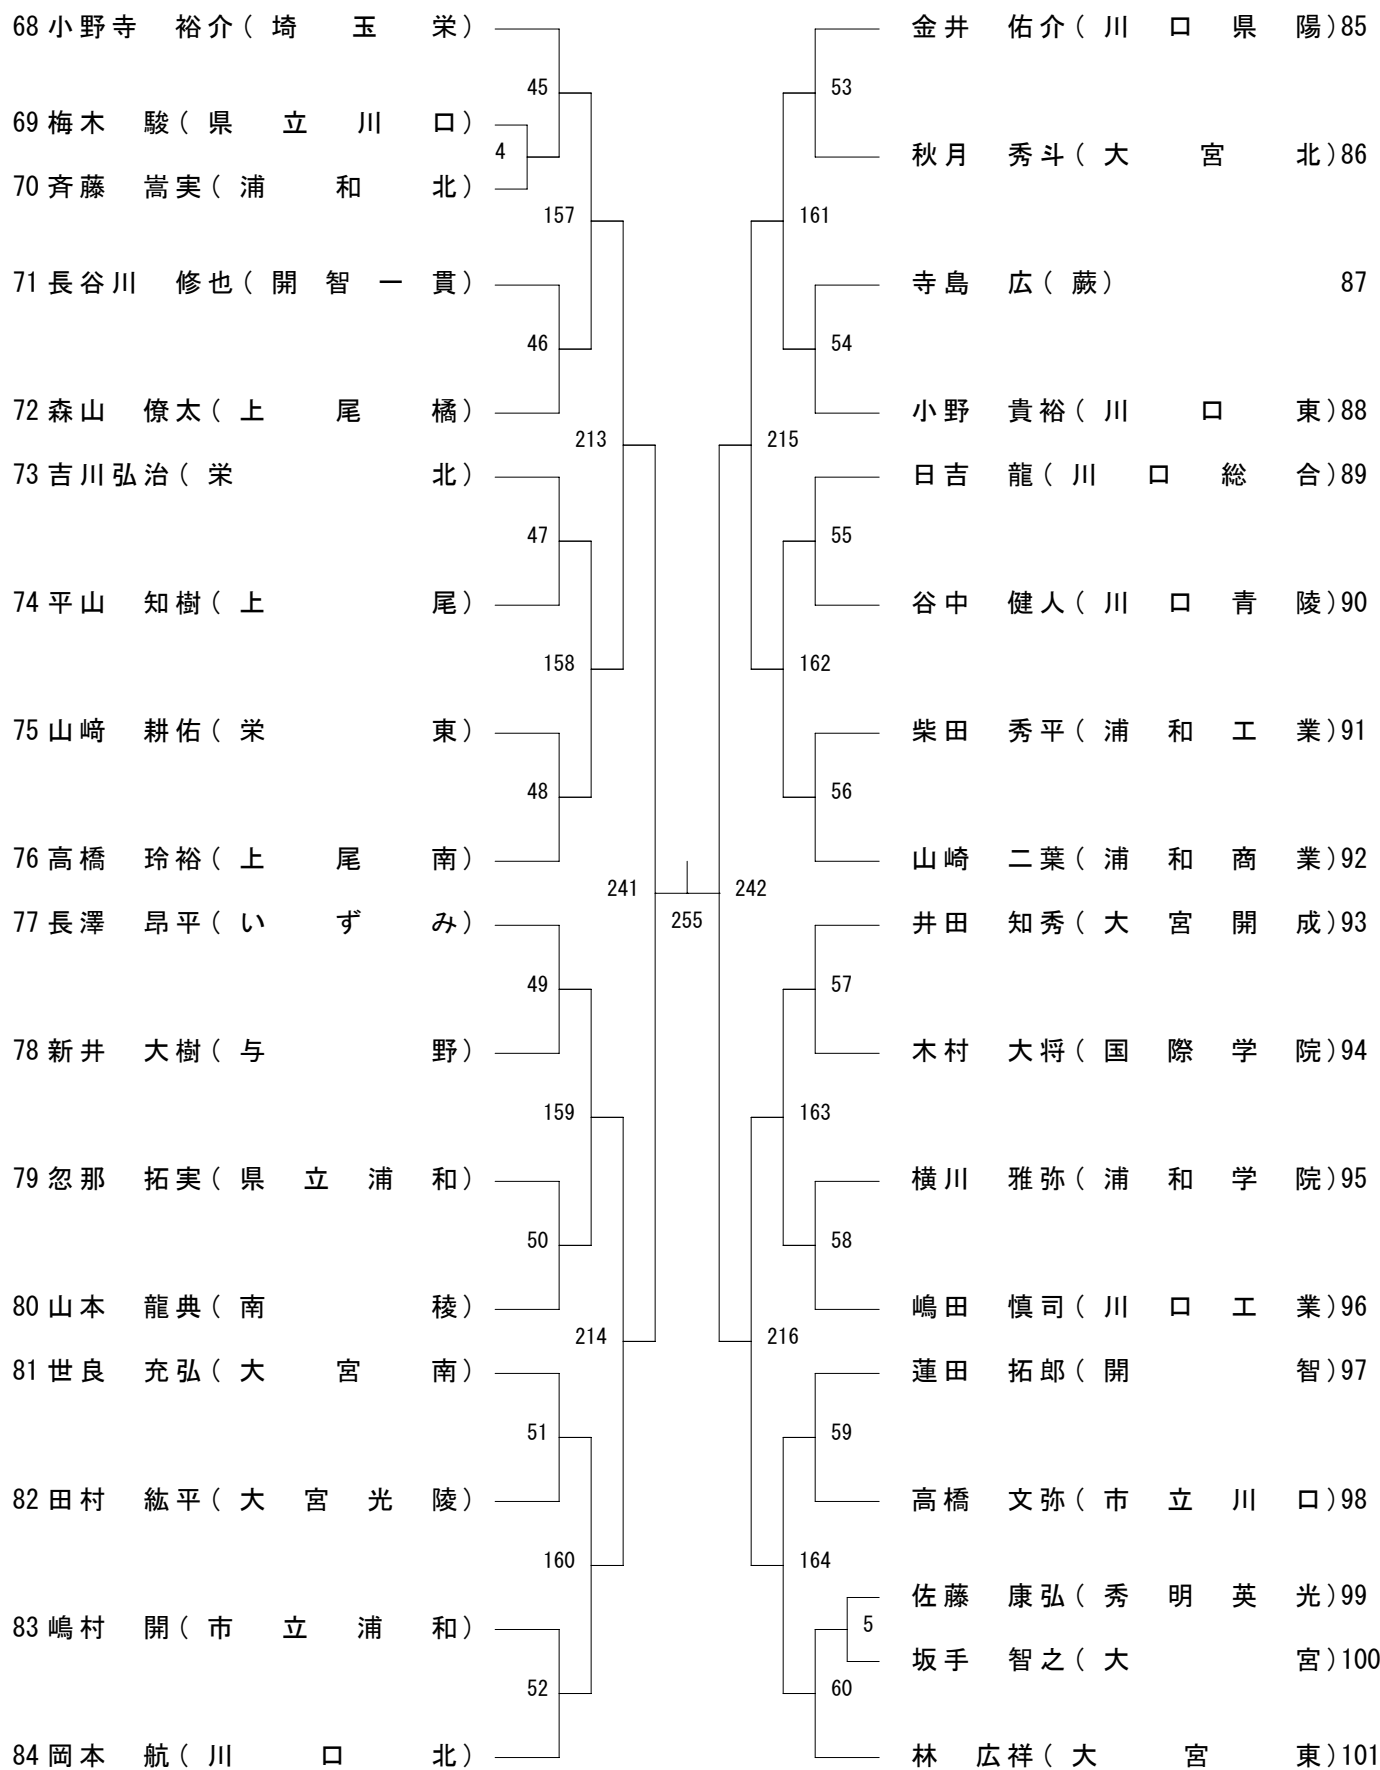 68 小野寺 裕介(埼玉栄)
45
69 梅木 駿(県立川口)
4
70 斉藤 嵩実(浦和北)
157
71 長谷川 修也(開智一貫)
46
72 森山 僚太(上尾橘)
213
73 吉川弘治(栄北)
47
74 平山 知樹(上尾)
158
75 山﨑 耕佑(栄東)
48
76 高橋 玲裕(上尾南)
241
77 長澤 昂平(いずみ)
49
78 新井 大樹(与野)
159
79 忽那 拓実(県立浦和)
50
80 山本 龍典(南稜)
214
81 世良 充弘(大宮南)
51
82 田村 紘平(大宮光陵)
160
83 嶋村 開(市立浦和)
52
84 岡本 航(川口北)
255
金井 佑介(川口県陽)85
53
秋月 秀斗(大宮北)86
161
寺島 広(蕨) 87
54
小野 貴裕(川口東)88
215
日吉 龍(川口総合)89
55
谷中 健人(川口青陵)90
162
柴田 秀平(浦和工業)91
56
山崎 二葉(浦和商業)92
242
井田 知秀(大宮開成)93
57
木村 大将(国際学院)94
163
横川 雅弥(浦和学院)95
58
嶋田 慎司(川口工業)96
216
蓮田 拓郎(開智)97
59
高橋 文弥(市立川口)98
164
佐藤 康弘(秀明英光)99
5
坂手 智之(大宮)100
60
林 広祥(大宮東)101